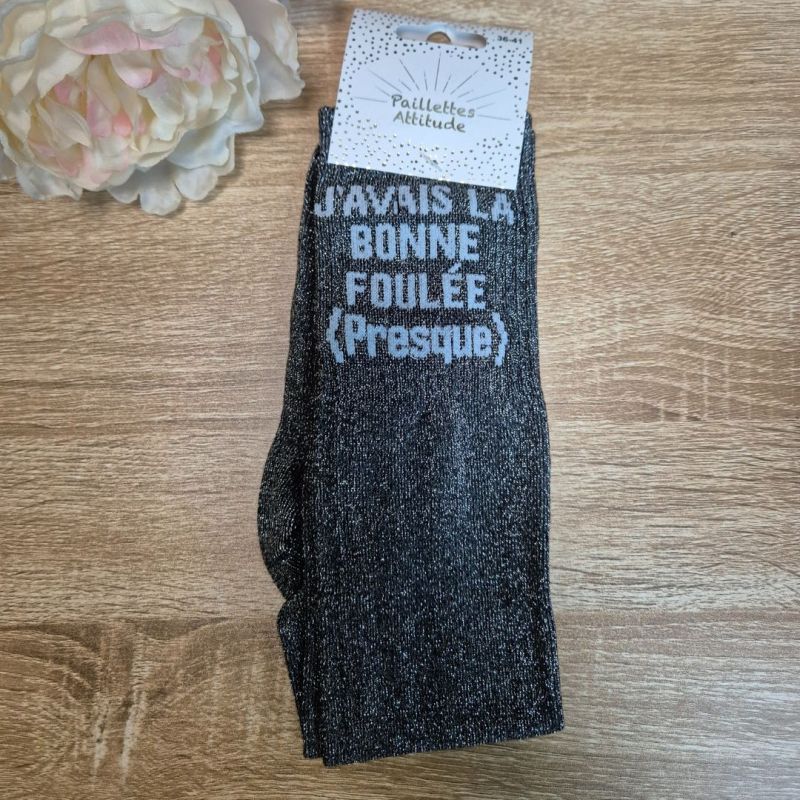 36-41
Paillettes
Attitude
J'AVAIS LA
BONNE
FOULÉE
(Presque)